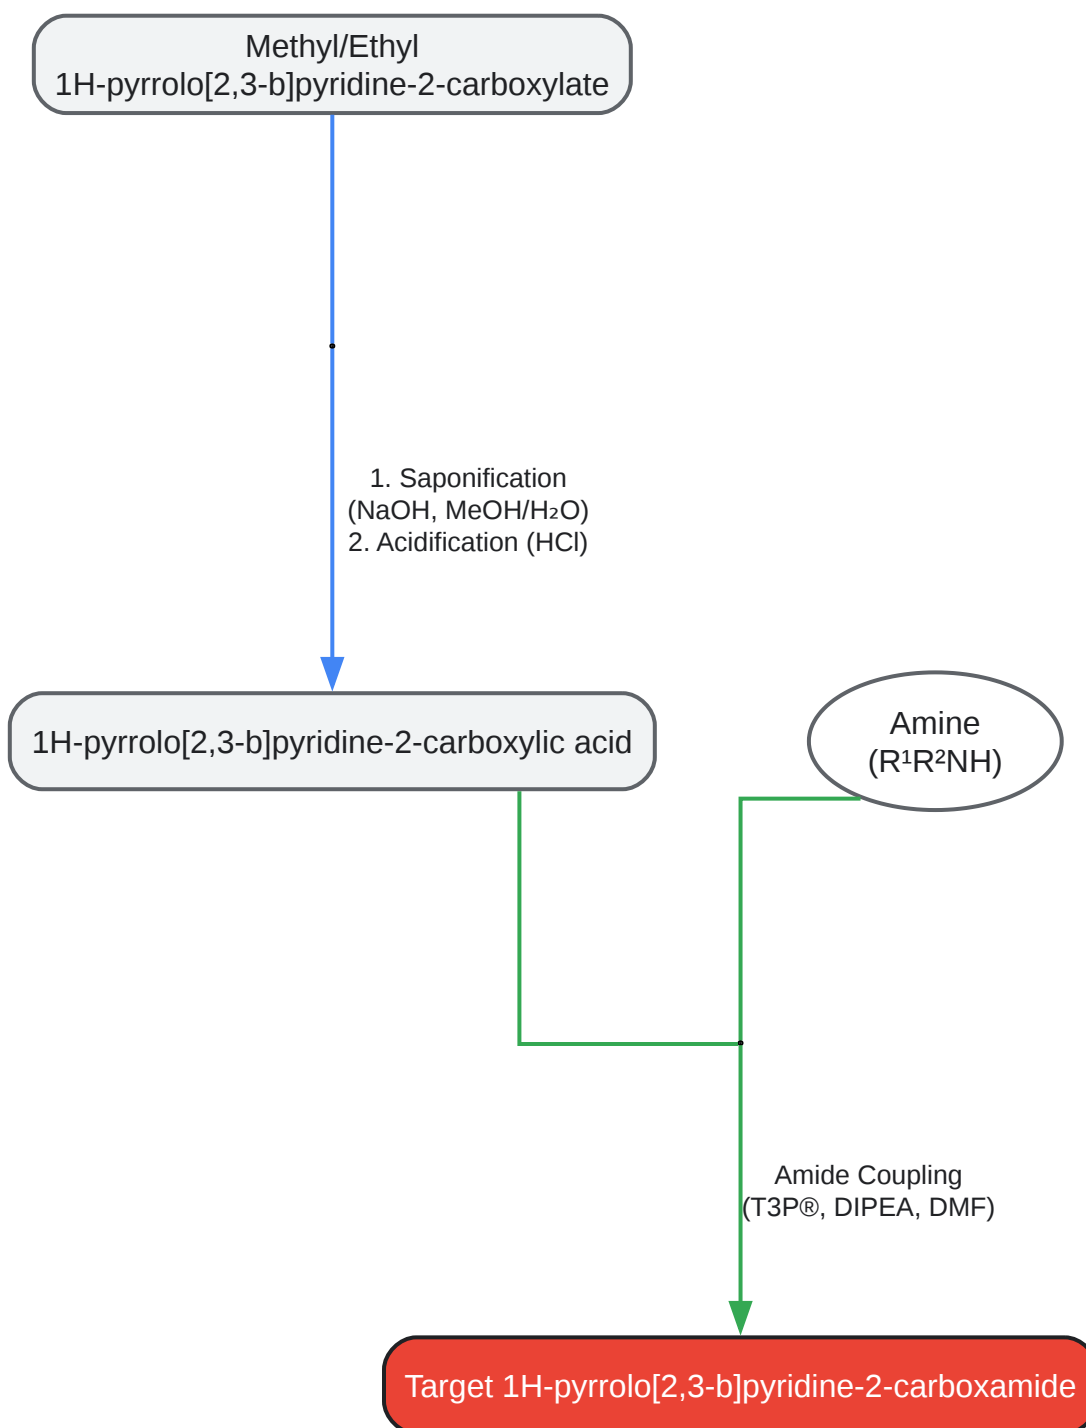 Methyl/Ethyl
1H-pyrrolo[2,3-b]pyridine-2-carboxylate
1. Saponification
(NaOH, MeOH/H₂O)
2. Acidification (HCl)
1H-pyrrolo[2,3-b]pyridine-2-carboxylic acid
Amine
(R¹R²NH)
Amide Coupling
(T3P®, DIPEA, DMF)
Target 1H-pyrrolo[2,3-b]pyridine-2-carboxamide